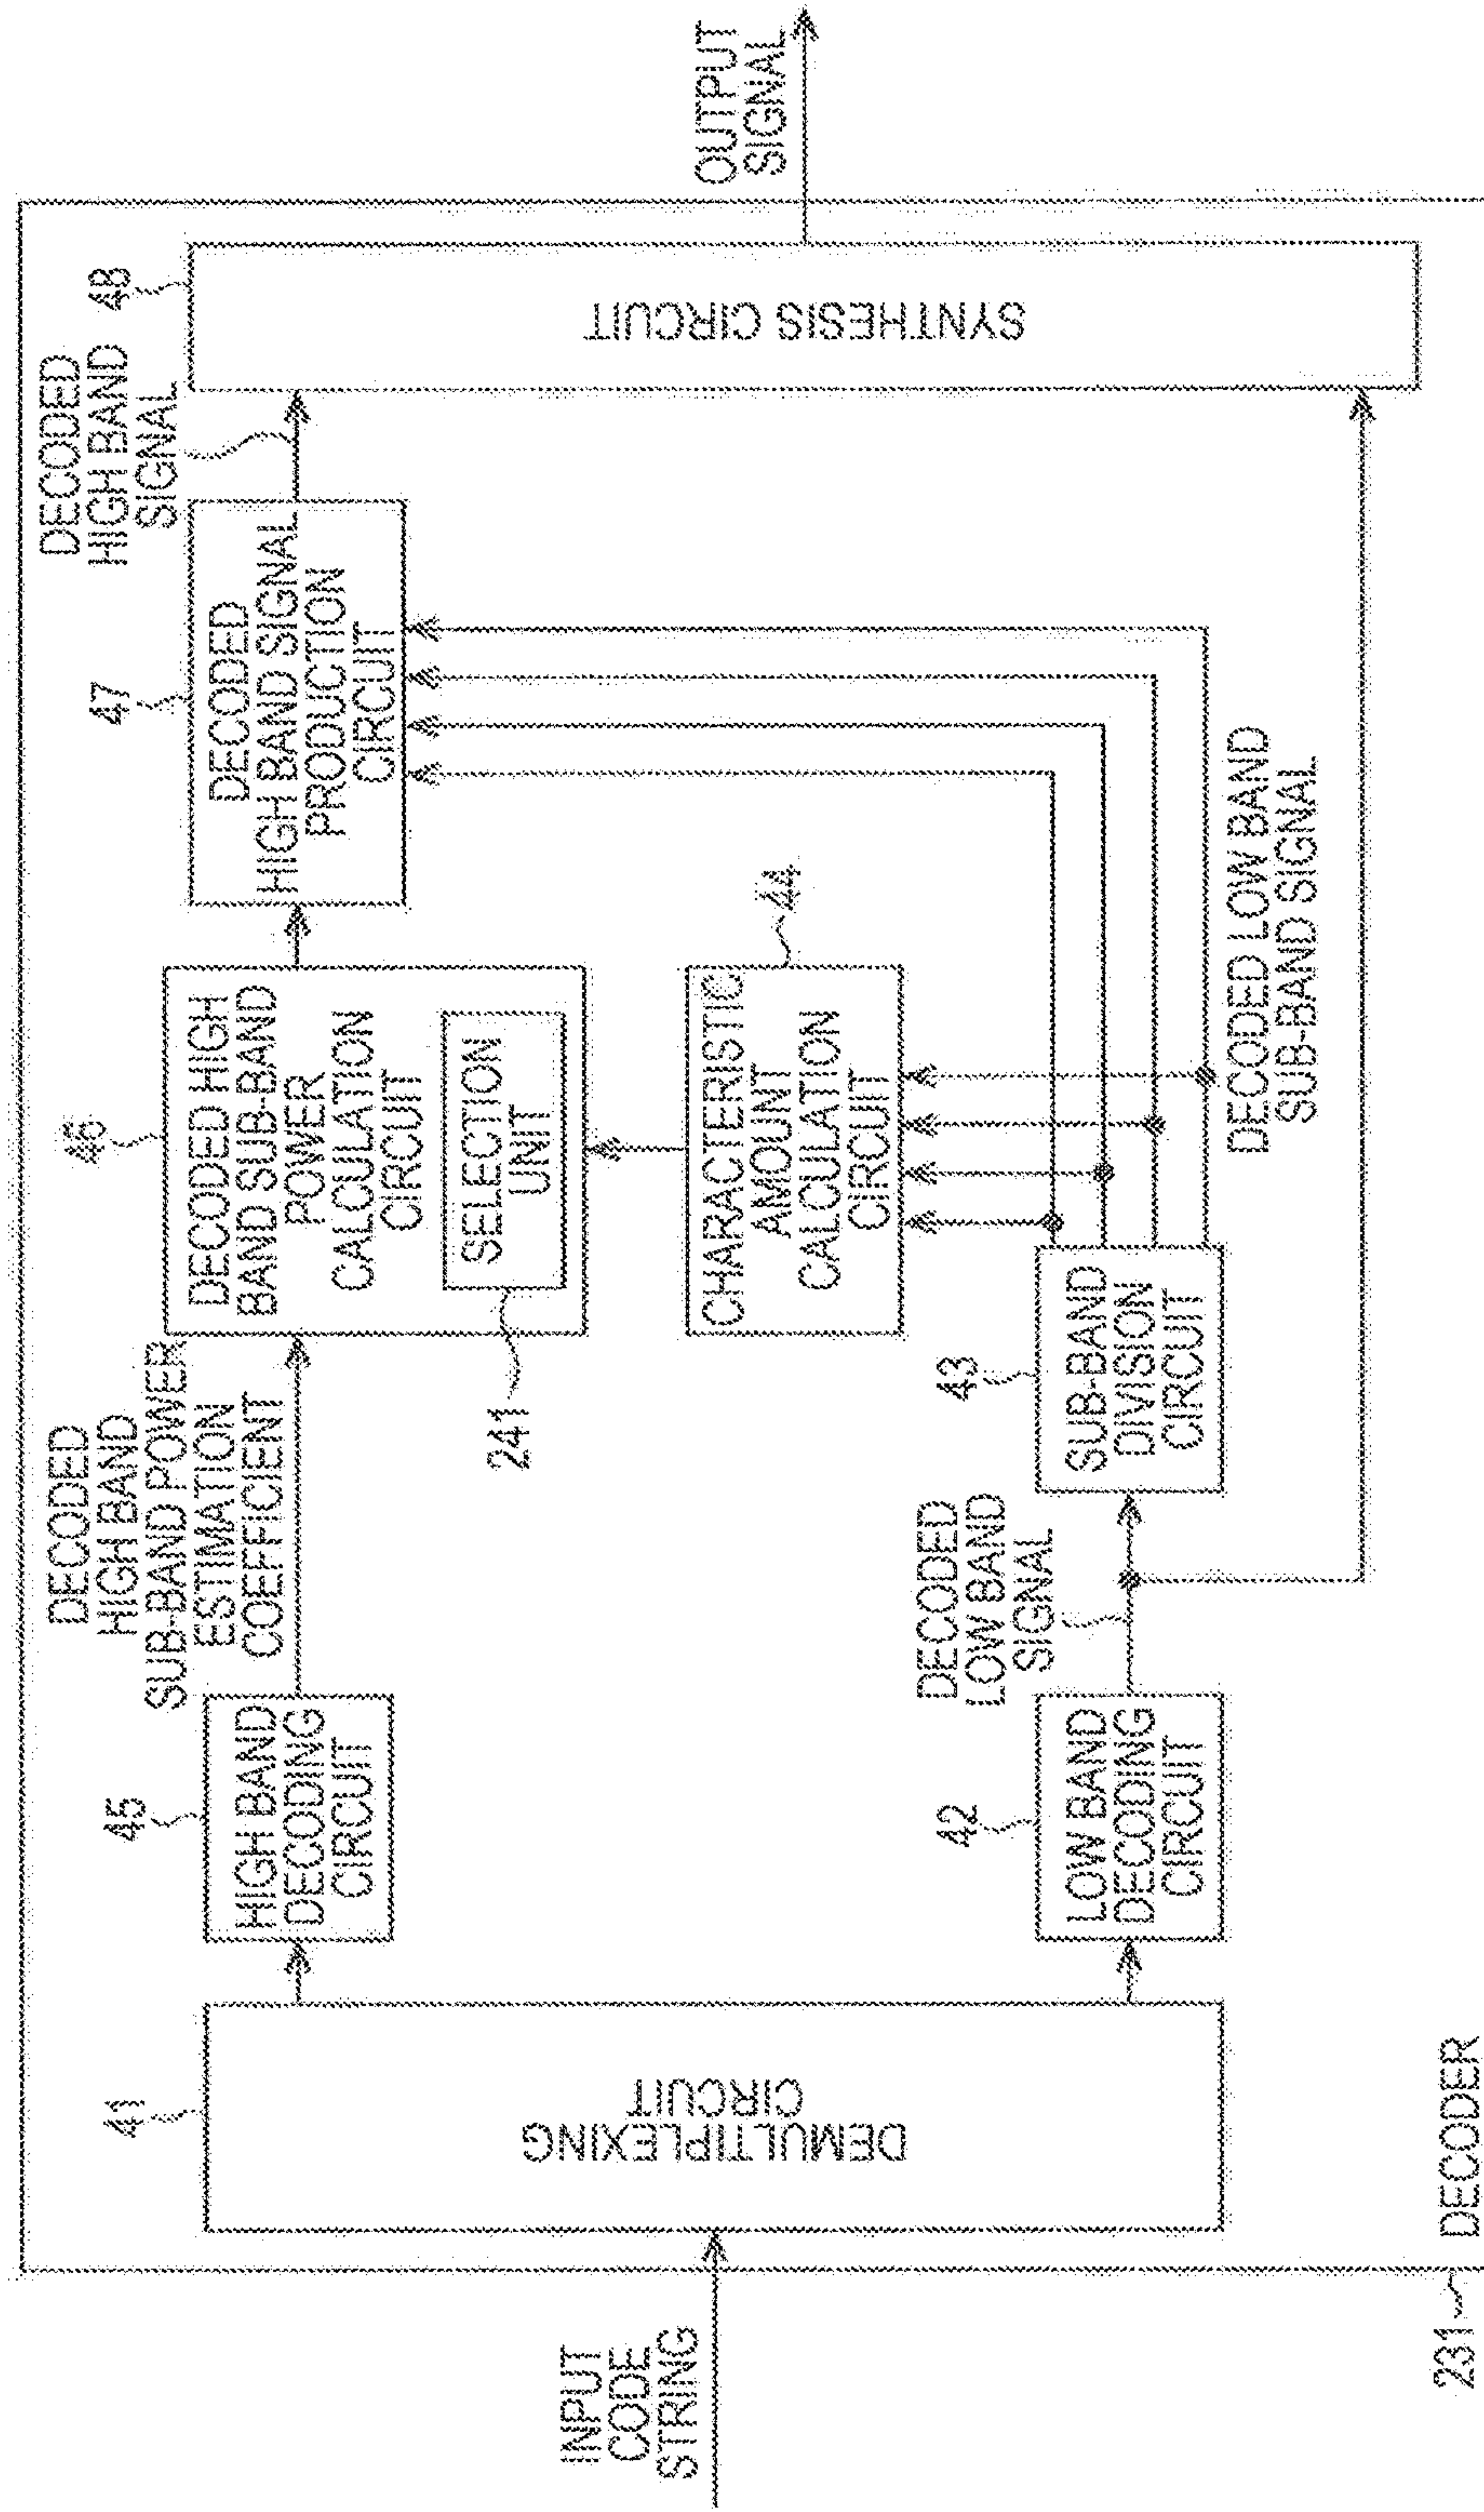 INPUT
CODE
STRING
231
DECODER
41
DEMULTIPLEXING
CIRCUIT
45
HIGH BAND
DECODING
CIRCUIT
DECODED
HIGH BAND
SUB-BAND POWER
ESTIMATION
COEFFICIENT
46
DECODED HIGH
BAND SUB-BAND
POWER
CALCULATION
CIRCUIT
SELECTION
UNIT
241
47
DECODED
HIGH BAND SIGNAL
PRODUCTION
CIRCUIT
DECODED
HIGH BAND
SIGNAL
48
SYNTHESIS CIRCUIT
OUTPUT
SIGNAL
42
LOW BAND
DECODING
CIRCUIT
DECODED
LOW BAND
SIGNAL
43
SUB-BAND
DIVISION
CIRCUIT
44
CHARACTERISTIC
AMOUNT
CALCULATION
CIRCUIT
DECODED LOW BAND
SUB-BAND SIGNAL